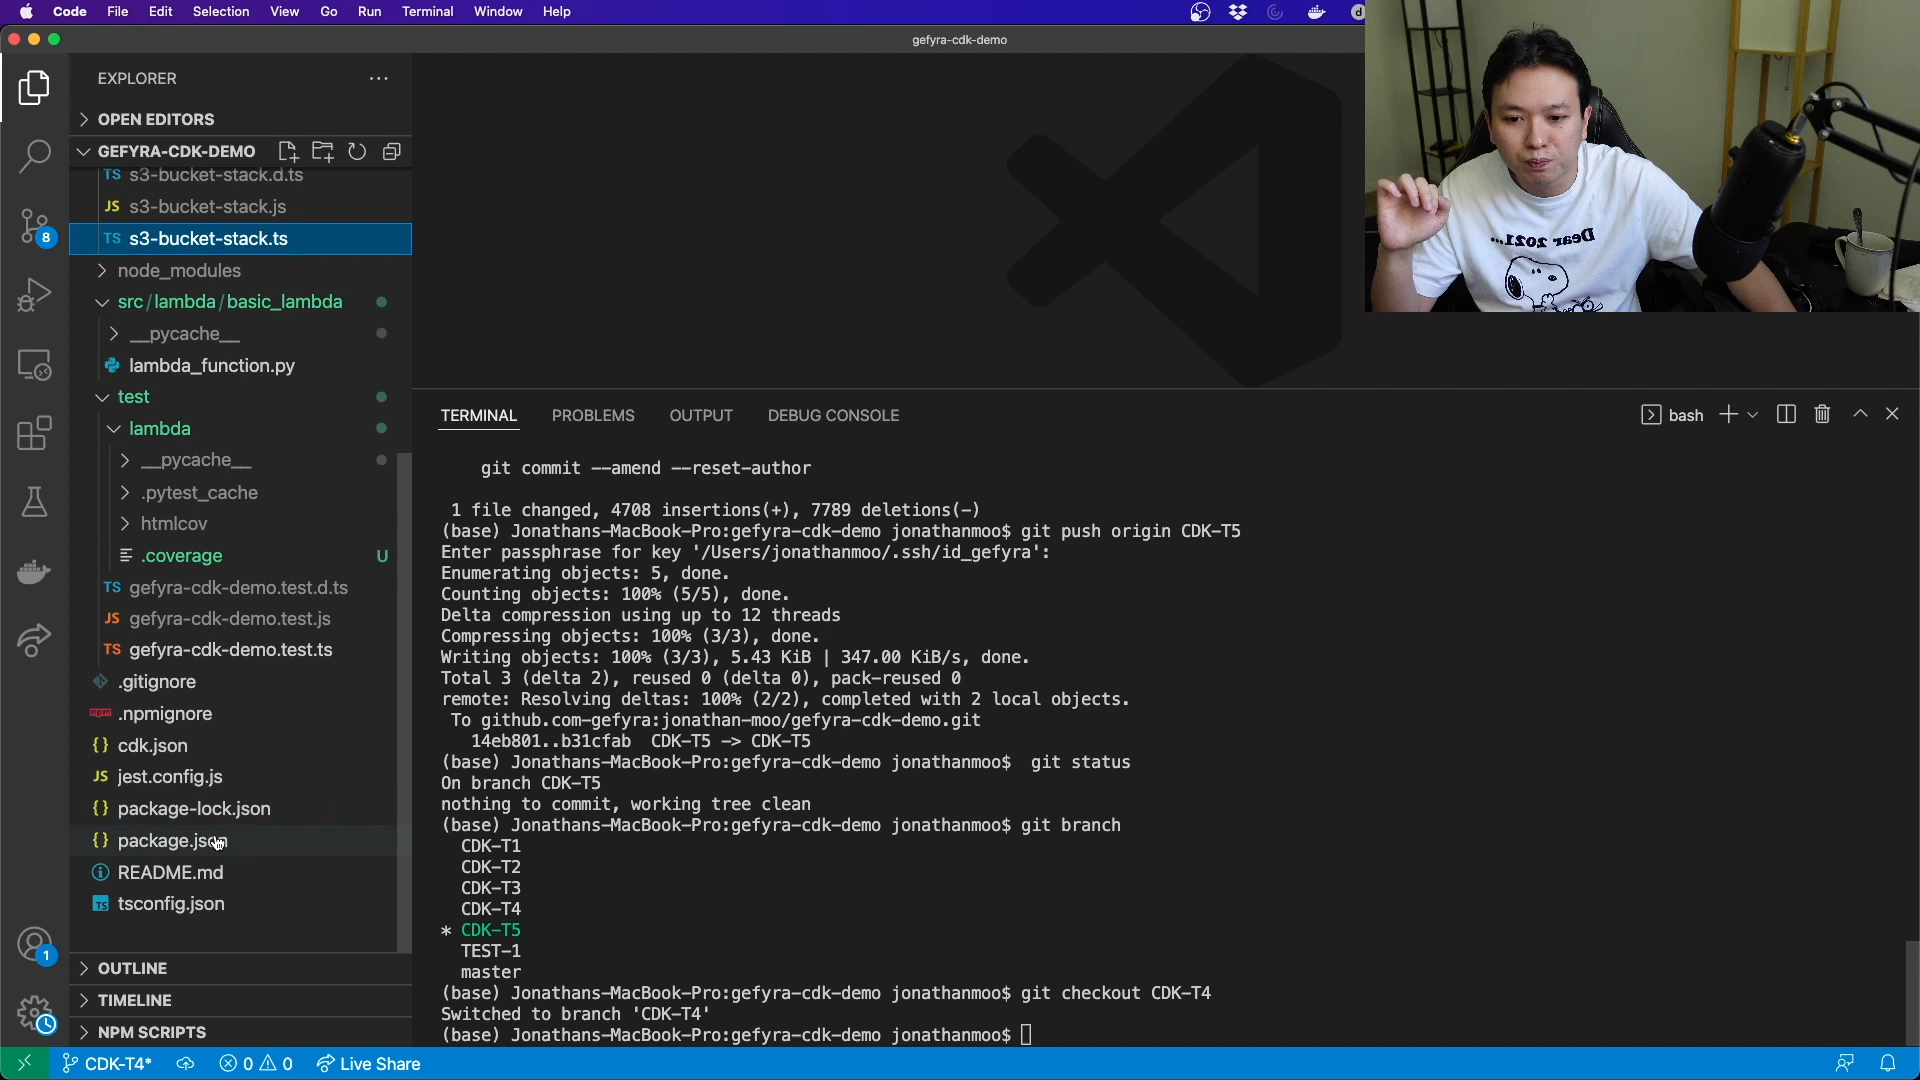 Code File Edit Selection View Go Run Terminal Window Help
gefyra-cdk-demo
EXPLORER
OPEN EDITORS
GEFYRA-CDK-DEMO
TS s3-bucket-stack.d.ts
JS s3-bucket-stack.js
TS s3-bucket-stack.ts
8
node_modules
src/lambda/basic_lambda
__pycache__
lambda_function.py
test
lambda
__pycache__
.pytest_cache
htmlcov
.coverage U
TS gefyra-cdk-demo.test.d.ts
JS gefyra-cdk-demo.test.js
TS gefyra-cdk-demo.test.ts
.gitignore
.npmignore
{} cdk.json
JS jest.config.js
{} package-lock.json
{} package.json
README.md
TS tsconfig.json
1
OUTLINE
TIMELINE
NPM SCRIPTS
Dear 2021...
TERMINAL PROBLEMS OUTPUT DEBUG CONSOLE
bash
git commit --amend --reset-author
1 file changed, 4708 insertions(+), 7789 deletions(-)
(base) Jonathans-MacBook-Pro:gefyra-cdk-demo jonathanmoo$ git push origin CDK-T5
Enter passphrase for key '/Users/jonathanmoo/.ssh/id_gefyra':
Enumerating objects: 5, done.
Counting objects: 100% (5/5), done.
Delta compression using up to 12 threads
Compressing objects: 100% (3/3), done.
Writing objects: 100% (3/3), 5.43 KiB | 347.00 KiB/s, done.
Total 3 (delta 2), reused 0 (delta 0), pack-reused 0
remote: Resolving deltas: 100% (2/2), completed with 2 local objects.
To github.com-gefyra:jonathan-moo/gefyra-cdk-demo.git
14eb801..b31cfab CDK-T5 -> CDK-T5
(base) Jonathans-MacBook-Pro:gefyra-cdk-demo jonathanmoo$ git status
On branch CDK-T5
nothing to commit, working tree clean
(base) Jonathans-MacBook-Pro:gefyra-cdk-demo jonathanmoo$ git branch
CDK-T1
CDK-T2
CDK-T3
CDK-T4
* CDK-T5
TEST-1
master
(base) Jonathans-MacBook-Pro:gefyra-cdk-demo jonathanmoo$ git checkout CDK-T4
Switched to branch 'CDK-T4'
(base) Jonathans-MacBook-Pro:gefyra-cdk-demo jonathanmoo$
CDK-T4* 0 0 Live Share